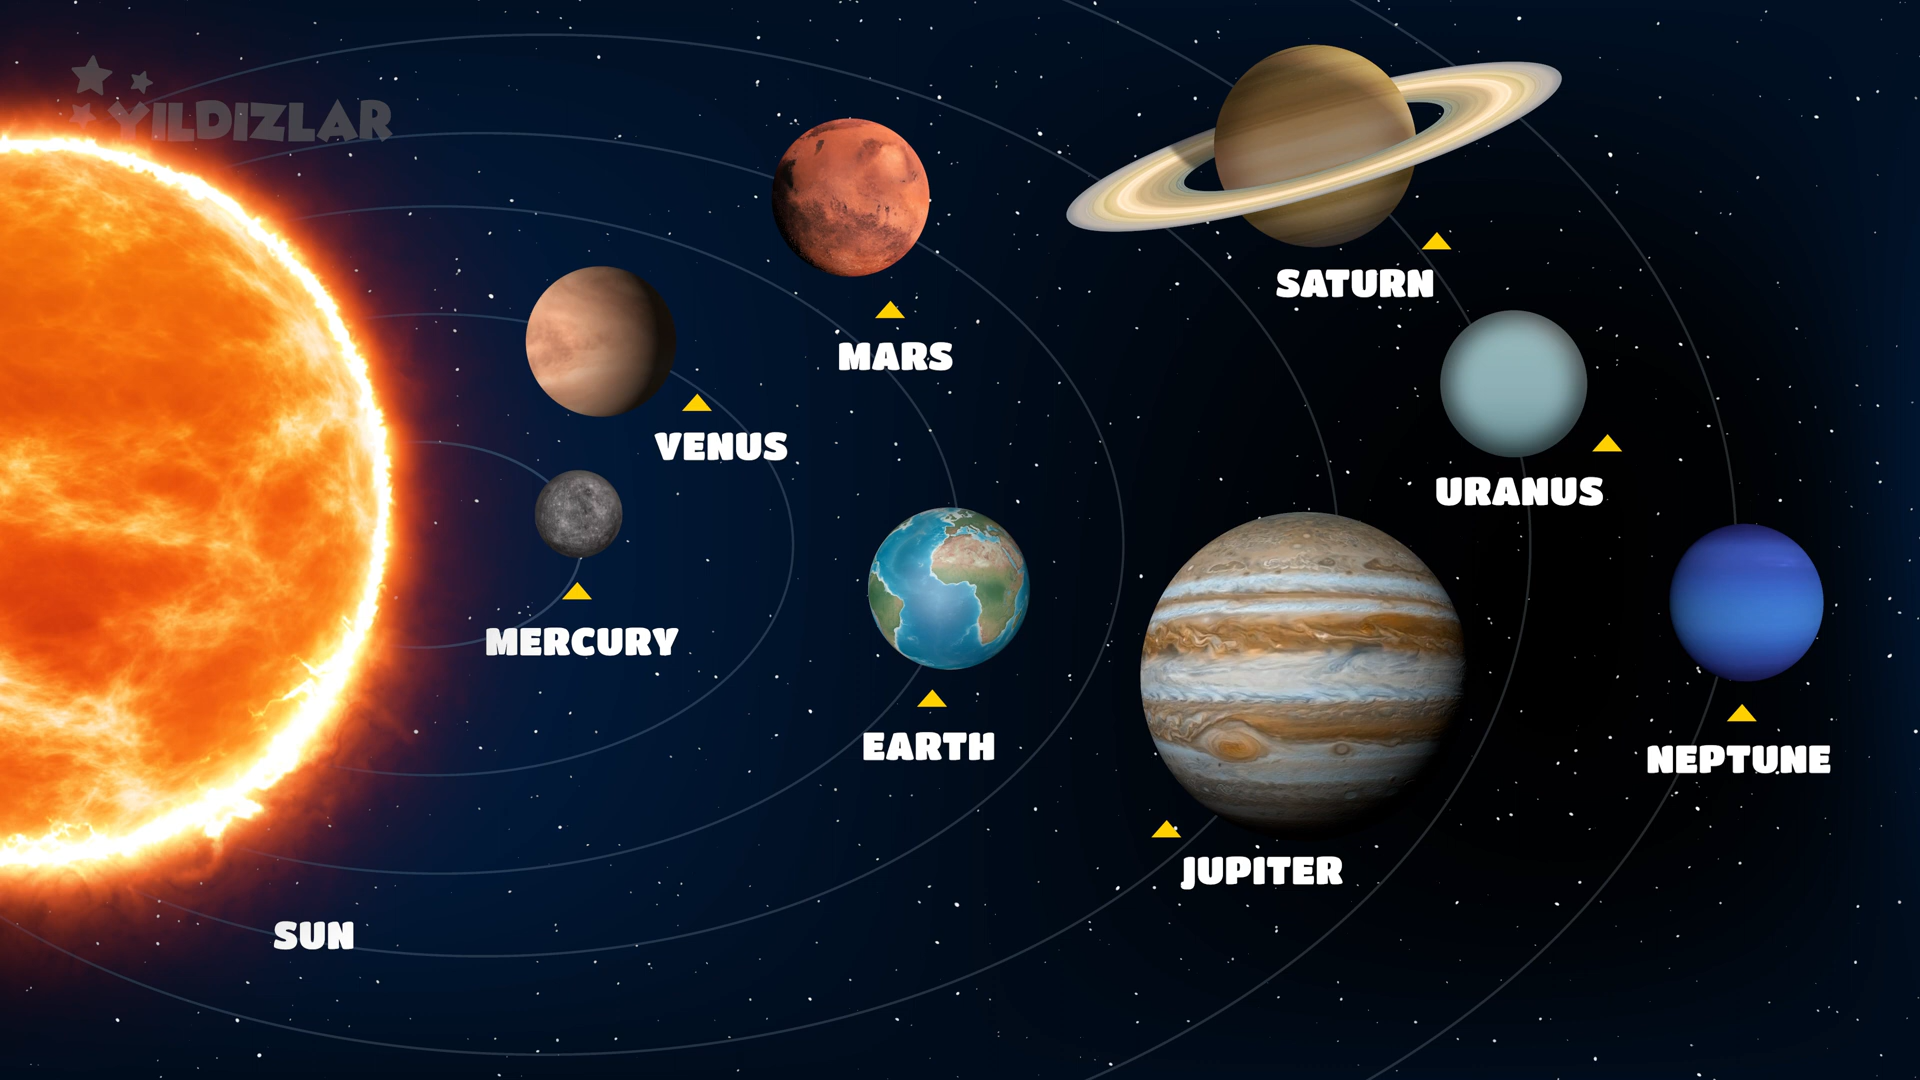 YILDIZLAR
SATURN
MARS
VENUS
URANUS
MERCURY
EARTH
NEPTUNE
JUPITER
SUN